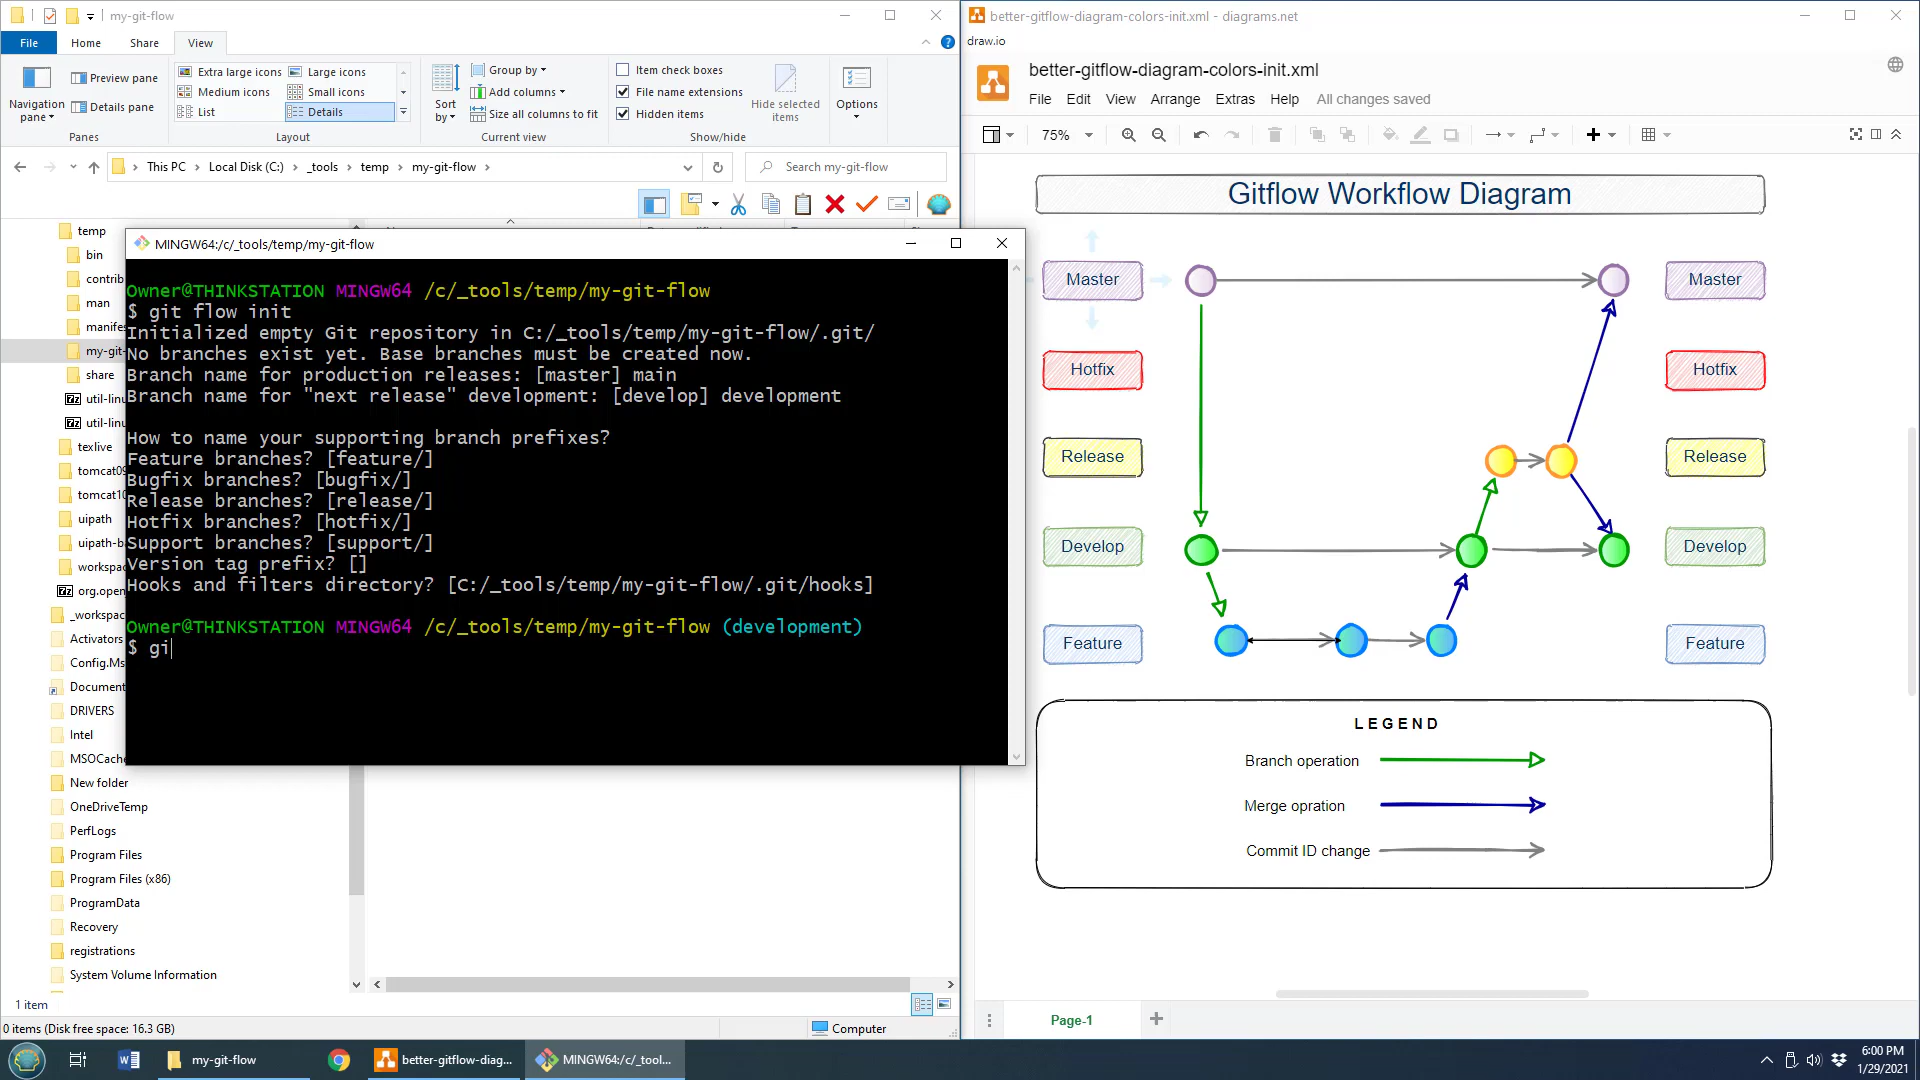 my-git-flow
File
Home
Share
View
Navigation pane
Preview pane
Details pane
Panes
Extra large icons
Large icons
Medium icons
Small icons
List
Details
Layout
Sort by
Group by
Add columns
Size all columns to fit
Current view
Item check boxes
File name extensions
Hidden items
Hide selected items
Show/hide
Options
This PC
Local Disk (C:)
_tools
temp
my-git-flow
Search my-git-flow
temp
bin
contrib
man
manifes
my-git-
share
util-linu
util-linu
texlive
tomcat09
tomcat10
uipath
uipath-b
workspac
org.open
_workspac
Activators
Config.Ms
Document
DRIVERS
Intel
MSOCache
New folder
OneDriveTemp
PerfLogs
Program Files
Program Files (x86)
ProgramData
Recovery
registrations
System Volume Information
1 item
0 items (Disk free space: 16.3 GB)
Computer
MINGW64:/c/_tools/temp/my-git-flow
Owner@THINKSTATION MINGW64 /c/_tools/temp/my-git-flow
$ git flow init
Initialized empty Git repository in C:/_tools/temp/my-git-flow/.git/
No branches exist yet. Base branches must be created now.
Branch name for production releases: [master] main
Branch name for "next release" development: [develop] development
How to name your supporting branch prefixes?
Feature branches? [feature/]
Bugfix branches? [bugfix/]
Release branches? [release/]
Hotfix branches? [hotfix/]
Support branches? [support/]
Version tag prefix? []
Hooks and filters directory? [C:/_tools/temp/my-git-flow/.git/hooks]
Owner@THINKSTATION MINGW64 /c/_tools/temp/my-git-flow (development)
$ gi
better-gitflow-diagram-colors-init.xml - diagrams.net
draw.io
better-gitflow-diagram-colors-init.xml
File Edit View Arrange Extras Help All changes saved
75%
Gitflow Workflow Diagram
Master
Master
Hotfix
Hotfix
Release
Release
Develop
Develop
Feature
Feature
LEGEND
Branch operation
Merge opration
Commit ID change
Page-1
my-git-flow
better-gitflow-diag...
MINGW64:/c/_tool...
6:00 PM
1/29/2021